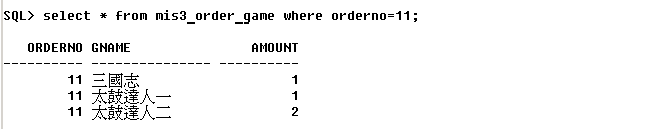 SQL> select * from mis3_order_game where orderno=11;
ORDERNO GNAME AMOUNT
---------- --------------- ----------
11 三國志 1
11 太鼓達人一 1
11 太鼓達人二 2